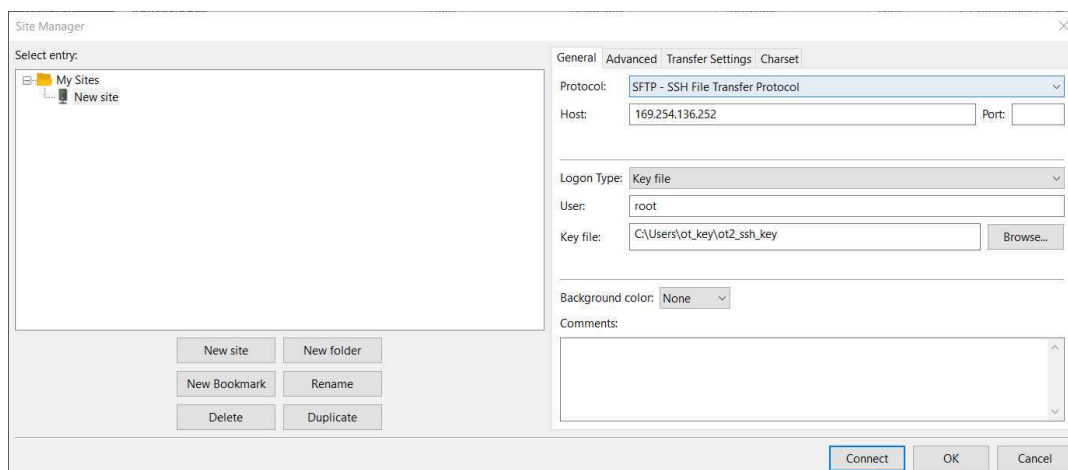 Site Manager
Select entry:
My Sites
New site
New site
New folder
New Bookmark
Rename
Delete
Duplicate
General Advanced Transfer Settings Charset
Protocol: SFTP - SSH File Transfer Protocol
Host: 169.254.136.252 Port:
Logon Type: Key file
User: root
Key file: C:\Users\ot_key\ot2_ssh_key Browse...
Background color: None
Comments:
Connect OK Cancel